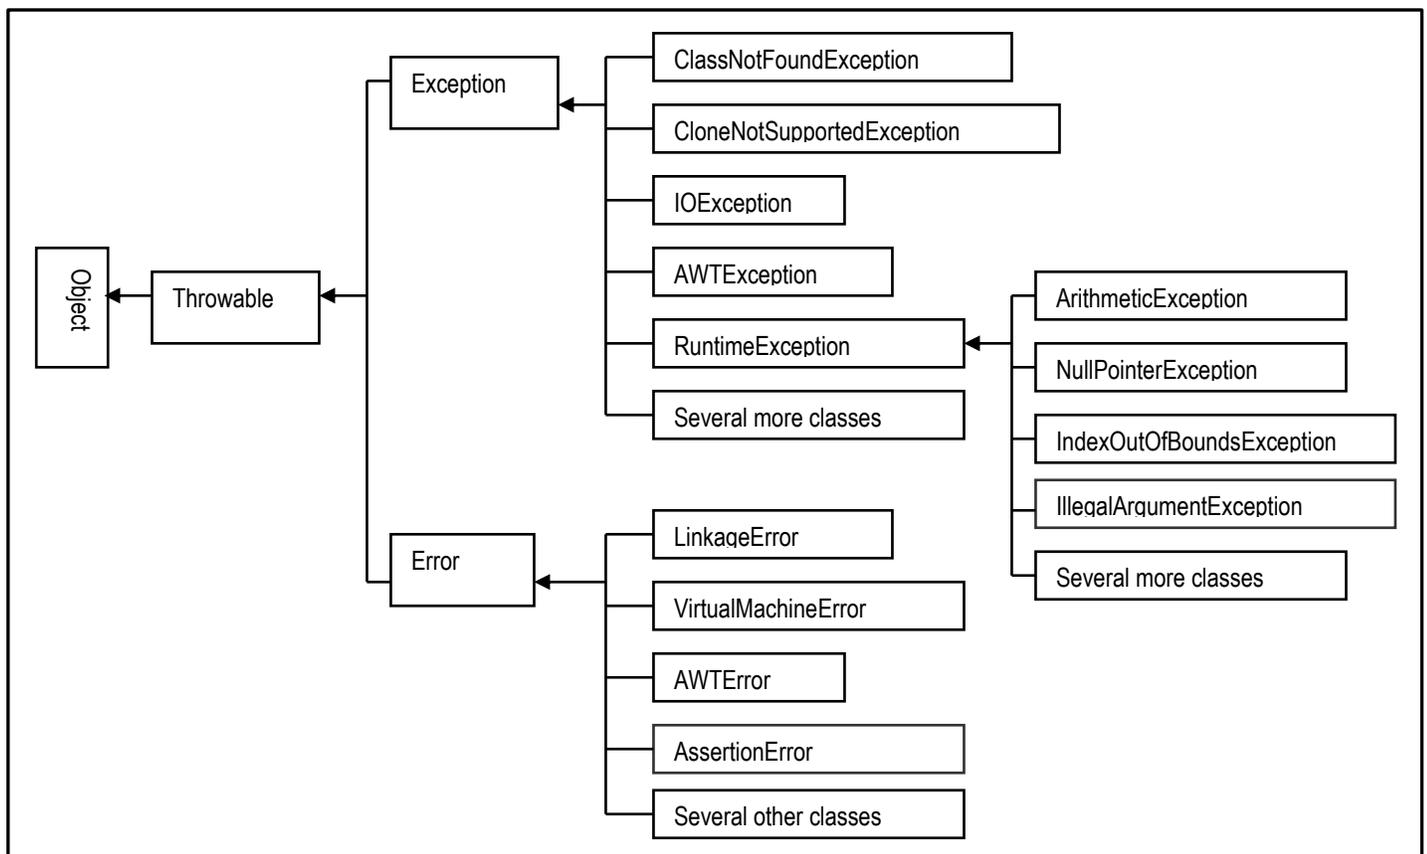 Object
Throwable
Exception
ClassNotFoundException
CloneNotSupportedException
IOException
AWTException
RuntimeException
Several more classes
ArithmeticException
NullPointerException
IndexOutOfBoundsException
IllegalArgumentException
Several more classes
Error
LinkageError
VirtualMachineError
AWTError
AssertionError
Several other classes